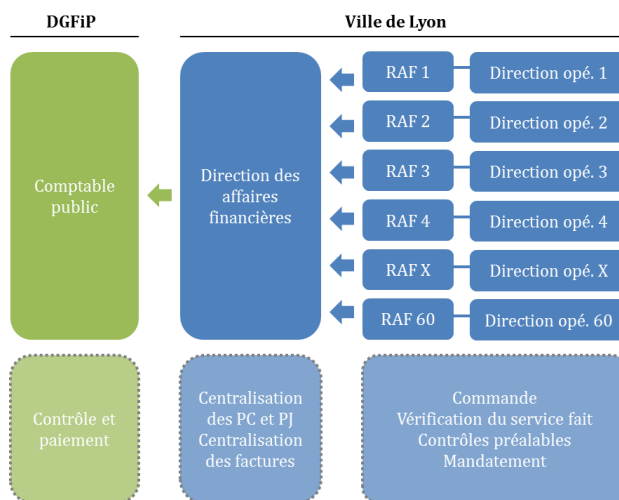 DGFiP
Ville de Lyon
Comptable
public
Direction des
affaires
financières
RAF 1
Direction opé. 1
RAF 2
Direction opé. 2
RAF 3
Direction opé. 3
RAF 4
Direction opé. 4
RAF X
Direction opé. X
RAF 60
Direction opé. 60
Contrôle et
paiement
Centralisation
des PC et PJ
Centralisation
des factures
Commande
Vérification du service fait
Contrôles préalables
Mandatement